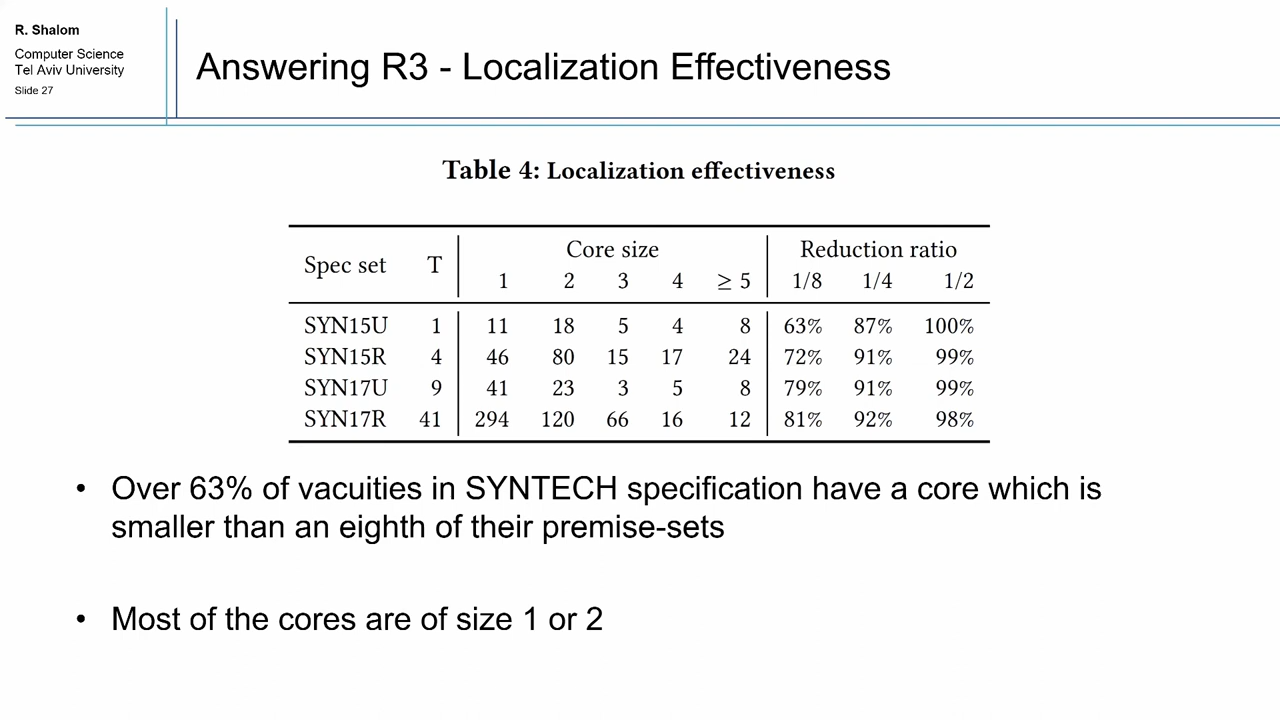 R. Shalom
Computer Science
Tel Aviv University
Slide 27
Answering R3 - Localization Effectiveness
Table 4: Localization effectiveness
Spec set T Core size Reduction ratio
1 2 3 4 ≥ 5 1/8 1/4 1/2
SYN15U 1 11 18 5 4 8 63% 87% 100%
SYN15R 4 46 80 15 17 24 72% 91% 99%
SYN17U 9 41 23 3 5 8 79% 91% 99%
SYN17R 41 294 120 66 16 12 81% 92% 98%
• Over 63% of vacuities in SYNTECH specification have a core which is
smaller than an eighth of their premise-sets
• Most of the cores are of size 1 or 2